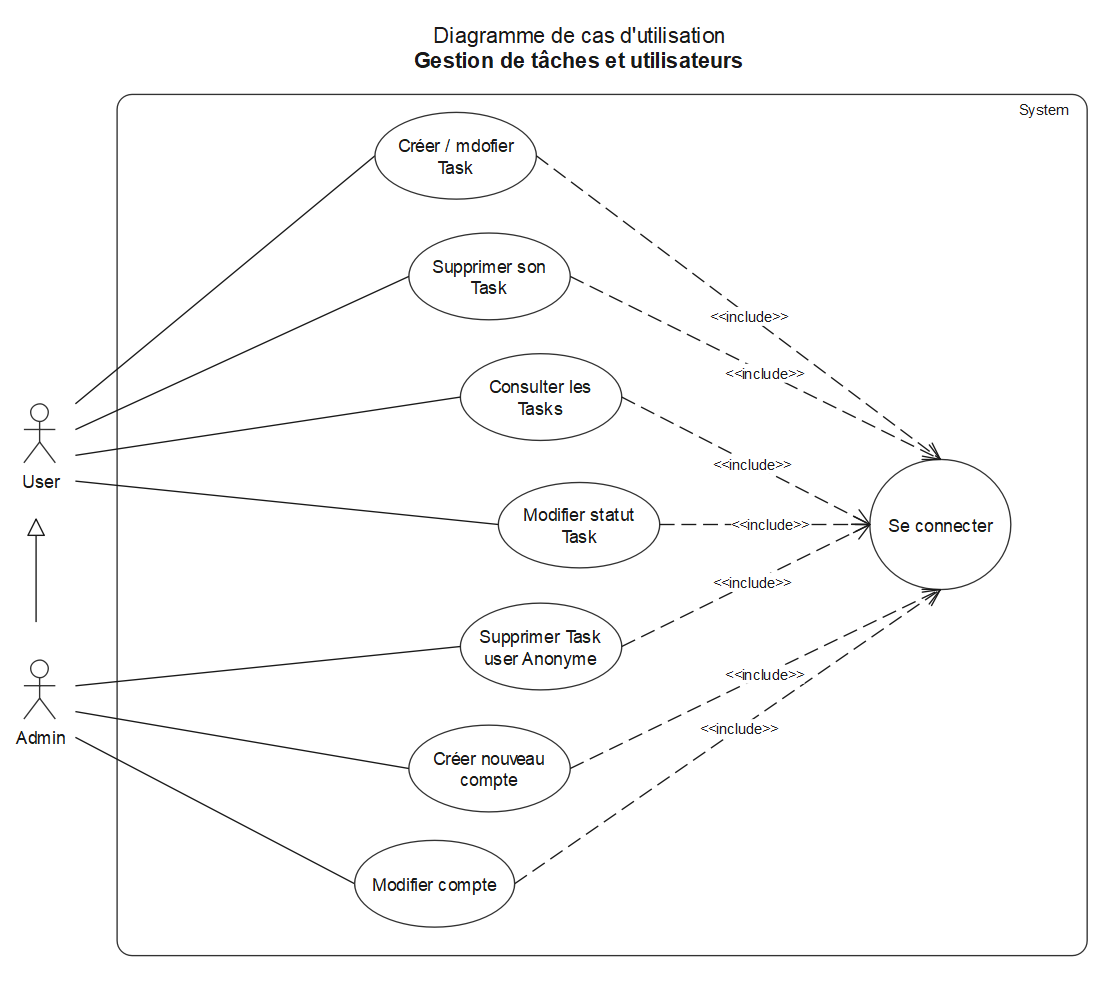 Diagramme de cas d'utilisation
Gestion de tâches et utilisateurs
System
Créer / mdofier
Task
Supprimer son
Task
<<include>>
<<include>>
Consulter les
Tasks
User
<<include>>
Modifier statut
Task
<<include>>
Se connecter
<<include>>
Supprimer Task
user Anonyme
<<include>>
Admin
<<include>>
Créer nouveau
compte
Modifier compte